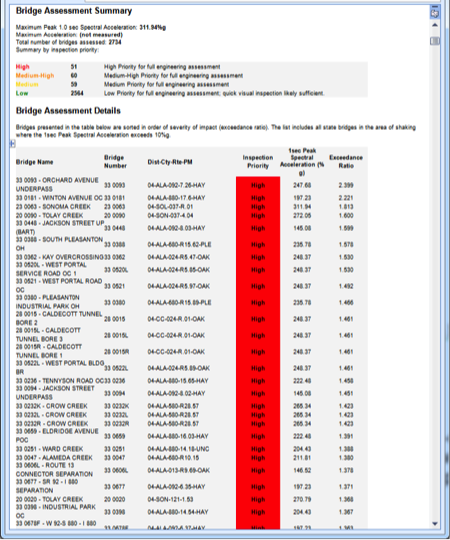 Bridge Assessment Summary
Maximum Peak 1.0 sec Spectral Acceleration: 311.94%g
Maximum Acceleration: (not measured)
Total number of bridges assessed: 2734
Summary by inspection priority:
High 51 High Priority for full engineering assessment
Medium-High 60 Medium-High Priority for full engineering assessment
Medium 59 Medium Priority for full engineering assessment
Low 2564 Low Priority for full engineering assessment; quick visual inspection likely sufficient.
Bridge Assessment Details
Bridges presented in the table below are sorted in order of severity of impact (exceedance ratio). The list includes all state bridges in the area of shaking
where the 1sec Peak Spectral Acceleration exceeds 10%g.
Bridge Name Bridge Number Dist-Cty-Rte-PM Inspection Priority 1sec Peak Spectral Acceleration (%g) Exceedance Ratio
33 0093 - ORCHARD AVENUE UNDERPASS 33 0093 04-ALA-092-7.26-HAY High 247.68 2.399
33 0181 - WINTON AVENUE OC 33 0181 04-ALA-880-17.6-HAY High 197.23 2.221
23 0063 - SONOMA CREEK 23 0063 04-SOL-037-R.01 High 311.94 1.813
20 0090 - TOLAY CREEK 20 0090 04-SON-037-4.04 High 272.05 1.600
33 0448 - JACKSON STREET UP (BART) 33 0448 04-ALA-092-8.03-HAY High 145.08 1.599
33 0388 - SOUTH PLEASANTON OH 33 0388 04-ALA-680-R15.62-PLE High 235.78 1.578
33 0362 - KAY OVERCROSSING 33 0362 04-ALA-024-R5.47-OAK High 248.37 1.530
33 0520L - WEST PORTAL SERVICE ROAD OC 1 33 0520L 04-ALA-024-R5.85-OAK High 248.37 1.530
33 0521 - WEST PORTAL ROAD OC 33 0521 04-ALA-024-R5.97-OAK High 248.37 1.492
33 0380 - PLEASANTON INDUSTRIAL PARK OH 33 0380 04-ALA-680-R15.89-PLE High 235.78 1.466
28 0015 - CALDECOTT TUNNEL BORE 2 28 0015 04-CC-024-R.01-OAK High 248.37 1.461
28 0015L - CALDECOTT TUNNEL BORE 3 28 0015L 04-CC-024-R.01-OAK High 248.37 1.461
28 0015R - CALDECOTT TUNNEL BORE 1 28 0015R 04-CC-024-R.01-OAK High 248.37 1.461
33 0522L - WEST PORTAL BLDG BR 33 0522L 04-ALA-024-R5.89-OAK High 248.37 1.461
33 0236 - TENNYSON ROAD OC 33 0236 04-ALA-880-15.65-HAY High 222.48 1.458
33 0094 - JACKSON STREET UNDERPASS 33 0094 04-ALA-092-8.02-HAY High 145.08 1.451
33 0232K - CROW CREEK 33 0232K 04-ALA-580-R28.57 High 265.34 1.423
33 0232L - CROW CREEK 33 0232L 04-ALA-580-R28.57 High 265.34 1.423
33 0232R - CROW CREEK 33 0232R 04-ALA-580-R28.57 High 265.34 1.423
33 0659 - ELDRIDGE AVENUE POC 33 0659 04-ALA-880-16.03-HAY High 222.48 1.391
33 0251 - WARD CREEK 33 0251 04-ALA-880-14.18-UNC High 204.43 1.388
33 0047 - ALAMEDA CREEK 33 0047 04-ALA-680-R10.15 High 211.81 1.380
33 0606L - ROUTE 13 CONNECTOR SEPARATION 33 0606L 04-ALA-013-R9.69-OAK High 146.52 1.378
33 0677 - SR 92 - I 880 SEPARATION 33 0677 04-ALA-092-6.35-HAY High 197.23 1.371
20 0020 - TOLAY CREEK 20 0020 04-SON-121-1.53 High 270.79 1.368
33 0398 - INDUSTRIAL PARK OC 33 0398 04-ALA-880-14.54-HAY High 204.43 1.367
33 0678F - W 92-S 880 - I 880 33 0678F 04-ALA-092-6.37-HAY High 197.23 1.363